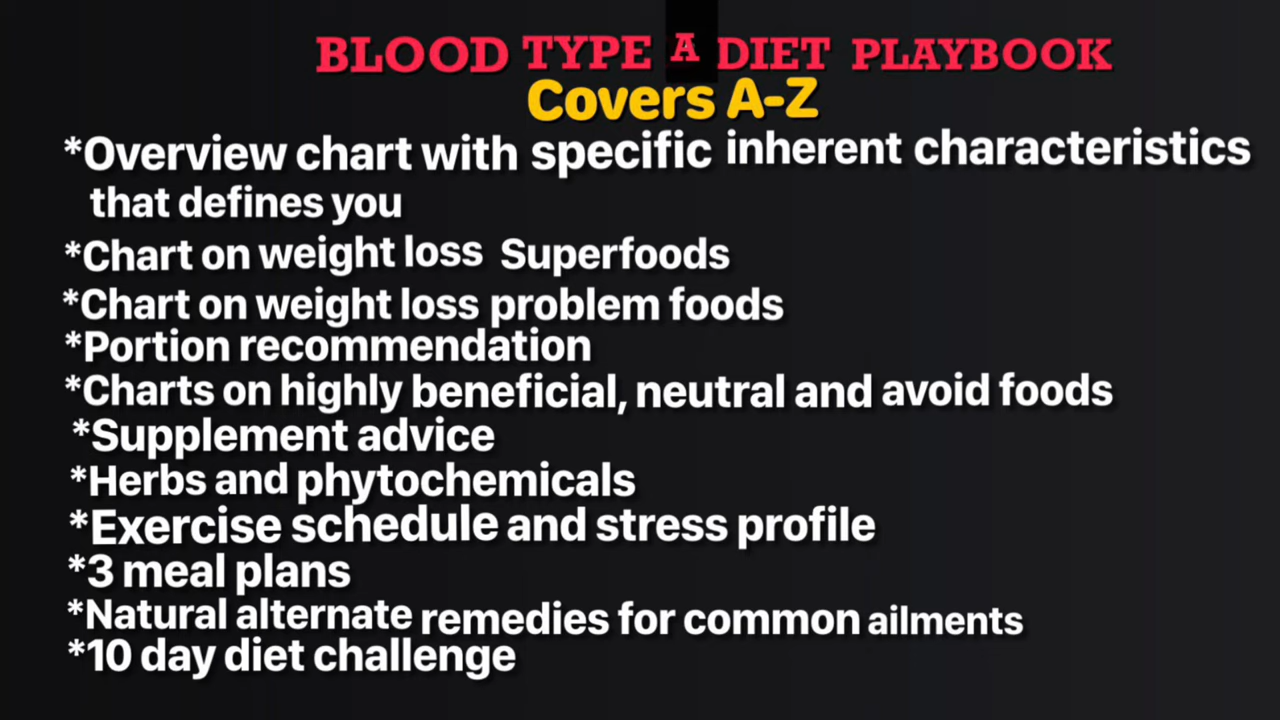 BLOOD TYPE A DIET PLAYBOOK
Covers A-Z
*Overview chart with specific inherent characteristics
that defines you
*Chart on weight loss Superfoods
*Chart on weight loss problem foods
*Portion recommendation
*Charts on highly beneficial, neutral and avoid foods
*Supplement advice
*Herbs and phytochemicals
*Exercise schedule and stress profile
*3 meal plans
*Natural alternate remedies for common ailments
*10 day diet challenge